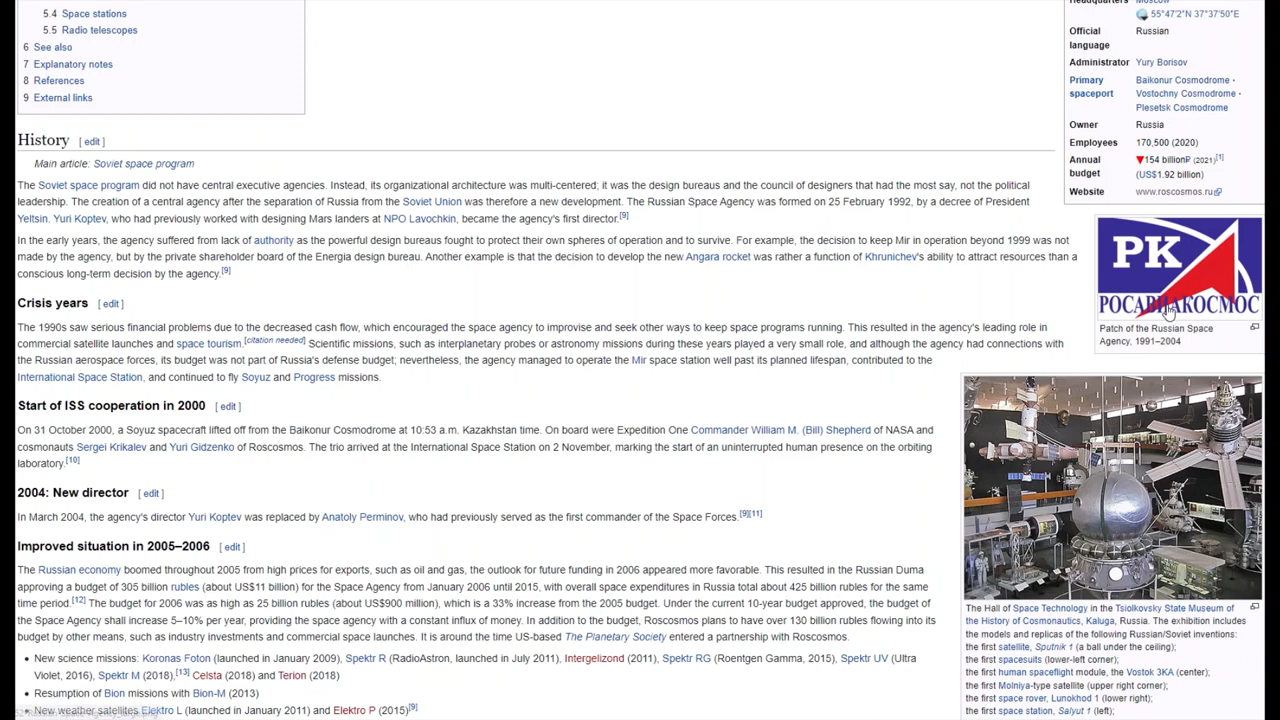 5.4 Space stations
5.5 Radio telescopes
6 See also
7 Explanatory notes
8 References
9 External links
History [ edit ]
Main article: Soviet space program
The Soviet space program did not have central executive agencies. Instead, its organizational architecture was multi-centered; it was the design bureaus and the council of designers that had the most say, not the political
leadership. The creation of a central agency after the separation of Russia from the Soviet Union was therefore a new development. The Russian Space Agency was formed on 25 February 1992, by a decree of President
Yeltsin. Yuri Koptev, who had previously worked with designing Mars landers at NPO Lavochkin, became the agency's first director.[9]
In the early years, the agency suffered from lack of authority as the powerful design bureaus fought to protect their own spheres of operation and to survive. For example, the decision to keep Mir in operation beyond 1999 was not
made by the agency, but by the private shareholder board of the Energia design bureau. Another example is that the decision to develop the new Angara rocket was rather a function of Khrunichev's ability to attract resources than a
conscious long-term decision by the agency.[9]
Crisis years [ edit ]
The 1990s saw serious financial problems due to the decreased cash flow, which encouraged the space agency to improvise and seek other ways to keep space programs running. This resulted in the agency's leading role in
commercial satellite launches and space tourism.[citation needed] Scientific missions, such as interplanetary probes or astronomy missions during these years played a very small role, and although the agency had connections with
the Russian aerospace forces, its budget was not part of Russia's defense budget; nevertheless, the agency managed to operate the Mir space station well past its planned lifespan, contributed to the
International Space Station, and continued to fly Soyuz and Progress missions.
Start of ISS cooperation in 2000 [ edit ]
On 31 October 2000, a Soyuz spacecraft lifted off from the Baikonur Cosmodrome at 10:53 a.m. Kazakhstan time. On board were Expedition One Commander William M. (Bill) Shepherd of NASA and
cosmonauts Sergei Krikalev and Yuri Gidzenko of Roscosmos. The trio arrived at the International Space Station on 2 November, marking the start of an uninterrupted human presence on the orbiting
laboratory.[10]
2004: New director [ edit ]
In March 2004, the agency's director Yuri Koptev was replaced by Anatoly Perminov, who had previously served as the first commander of the Space Forces.[9][11]
Improved situation in 2005–2006 [ edit ]
The Russian economy boomed throughout 2005 from high prices for exports, such as oil and gas, the outlook for future funding in 2006 appeared more favorable. This resulted in the Russian Duma
approving a budget of 305 billion rubles (about US$11 billion) for the Space Agency from January 2006 until 2015, with overall space expenditures in Russia total about 425 billion rubles for the same
time period.[12] The budget for 2006 was as high as 25 billion rubles (about US$900 million), which is a 33% increase from the 2005 budget. Under the current 10-year budget approved, the budget of
the Space Agency shall increase 5–10% per year, providing the space agency with a constant influx of money. In addition to the budget, Roscosmos plans to have over 130 billion rubles flowing into its
budget by other means, such as industry investments and commercial space launches. It is around the time US-based The Planetary Society entered a partnership with Roscosmos.
• New science missions: Koronas Foton (launched in January 2009), Spektr R (RadioAstron, launched in July 2011), Intergelizond (2011), Spektr RG (Roentgen Gamma, 2015), Spektr UV (Ultra
Violet, 2016), Spektr M (2018),[13] Celsta (2018) and Terion (2018)
• Resumption of Bion missions with Bion-M (2013)
• New weather satellites Elektro L (launched in January 2011) and Elektro P (2015)[9]
Moscow
55°47′2″N 37°37′50″E
Official
language
Russian
Administrator Yury Borisov
Primary
spaceport
Baikonur Cosmodrome ·
Vostochny Cosmodrome ·
Plesetsk Cosmodrome
Owner Russia
Employees 170,500 (2020)
Annual
budget
▼154 billion₽ (2021)[1]
(US$1.92 billion)
Website www.roscosmos.ru
РК
РОСАВИАКОСМОС
Patch of the Russian Space
Agency, 1991–2004
The Hall of Space Technology in the Tsiolkovsky State Museum of
the History of Cosmonautics, Kaluga, Russia. The exhibition includes
the models and replicas of the following Russian/Soviet inventions:
the first satellite, Sputnik 1 (a ball under the ceiling);
the first spacesuits (lower-left corner);
the first human spaceflight module, the Vostok 3KA (center);
the first Molniya-type satellite (upper right corner);
the first space rover, Lunokhod 1 (lower right);
the first space station, Salyut 1 (left);